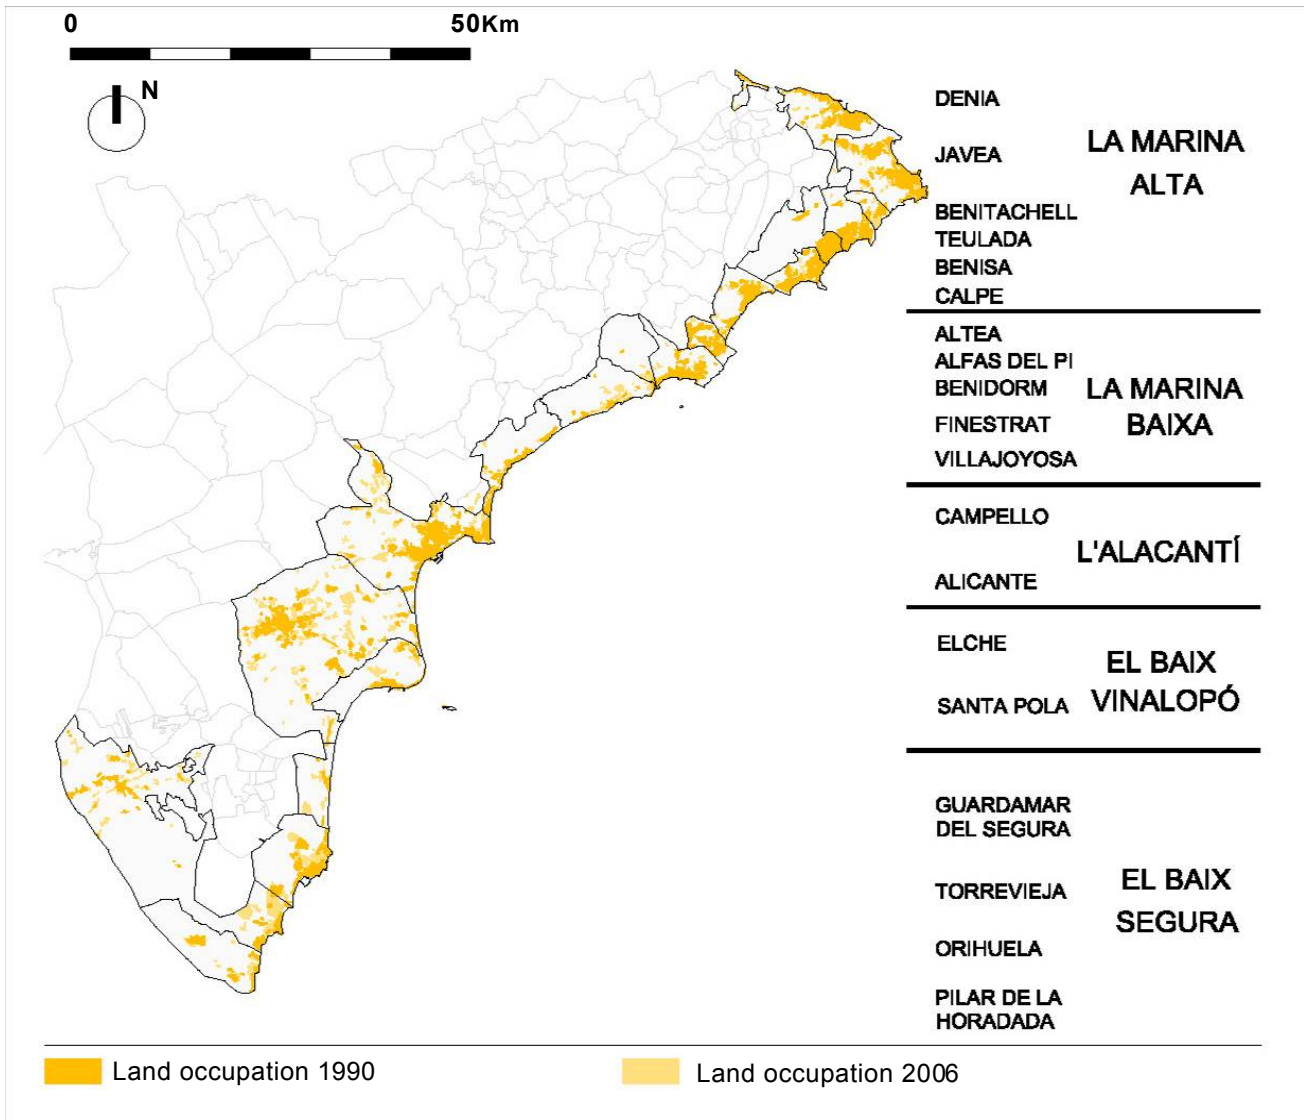 0
50Km
N
DENIA
JAVEA
LA MARINA
ALTA
BENITACHELL
TEULADA
BENISA
CALPE
ALTEA
ALFAS DEL PI
BENIDORM
FINESTRAT
VILLAJOYOSA
LA MARINA
BAIXA
CAMPELLO
ALICANTE
L'ALACANTÍ
ELCHE
SANTA POLA
EL BAIX
VINALOPÓ
GUARDAMAR
DEL SEGURA
TORREVIEJA
ORIHUELA
PILAR DE LA
HORADADA
EL BAIX
SEGURA
Land occupation 1990
Land occupation 2006